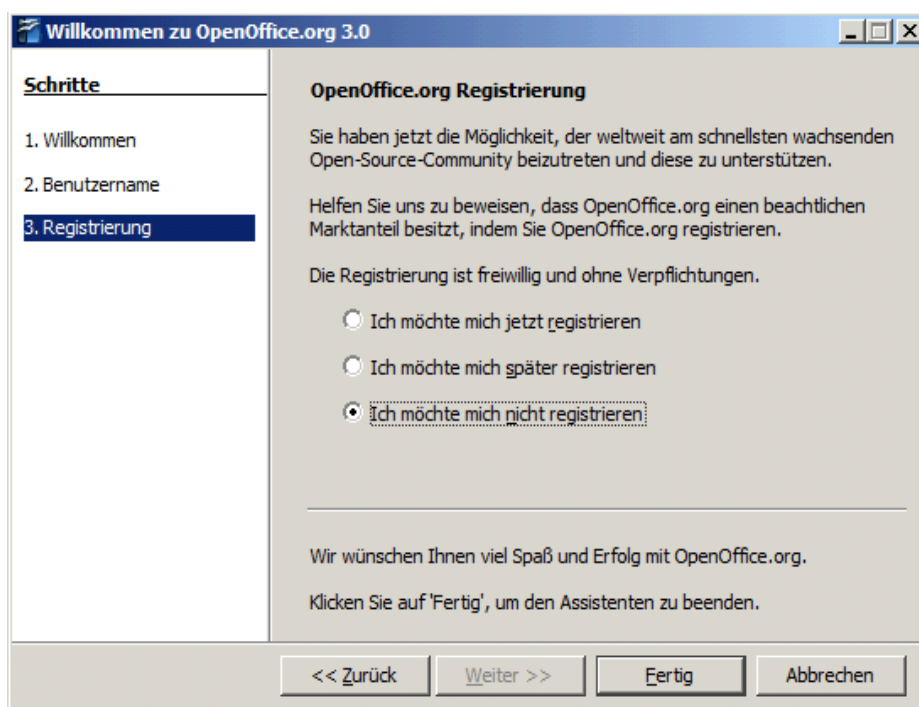 Willkommen zu OpenOffice.org 3.0
Schritte
1. Willkommen
2. Benutzername
3. Registrierung
OpenOffice.org Registrierung
Sie haben jetzt die Möglichkeit, der weltweit am schnellsten wachsenden
Open-Source-Community beizutreten und diese zu unterstützen.
Helfen Sie uns zu beweisen, dass OpenOffice.org einen beachtlichen
Marktanteil besitzt, indem Sie OpenOffice.org registrieren.
Die Registrierung ist freiwillig und ohne Verpflichtungen.
Ich möchte mich jetzt registrieren
Ich möchte mich später registrieren
Ich möchte mich nicht registrieren
Wir wünschen Ihnen viel Spaß und Erfolg mit OpenOffice.org.
Klicken Sie auf 'Fertig', um den Assistenten zu beenden.
<< Zurück
Weiter >>
Fertig
Abbrechen